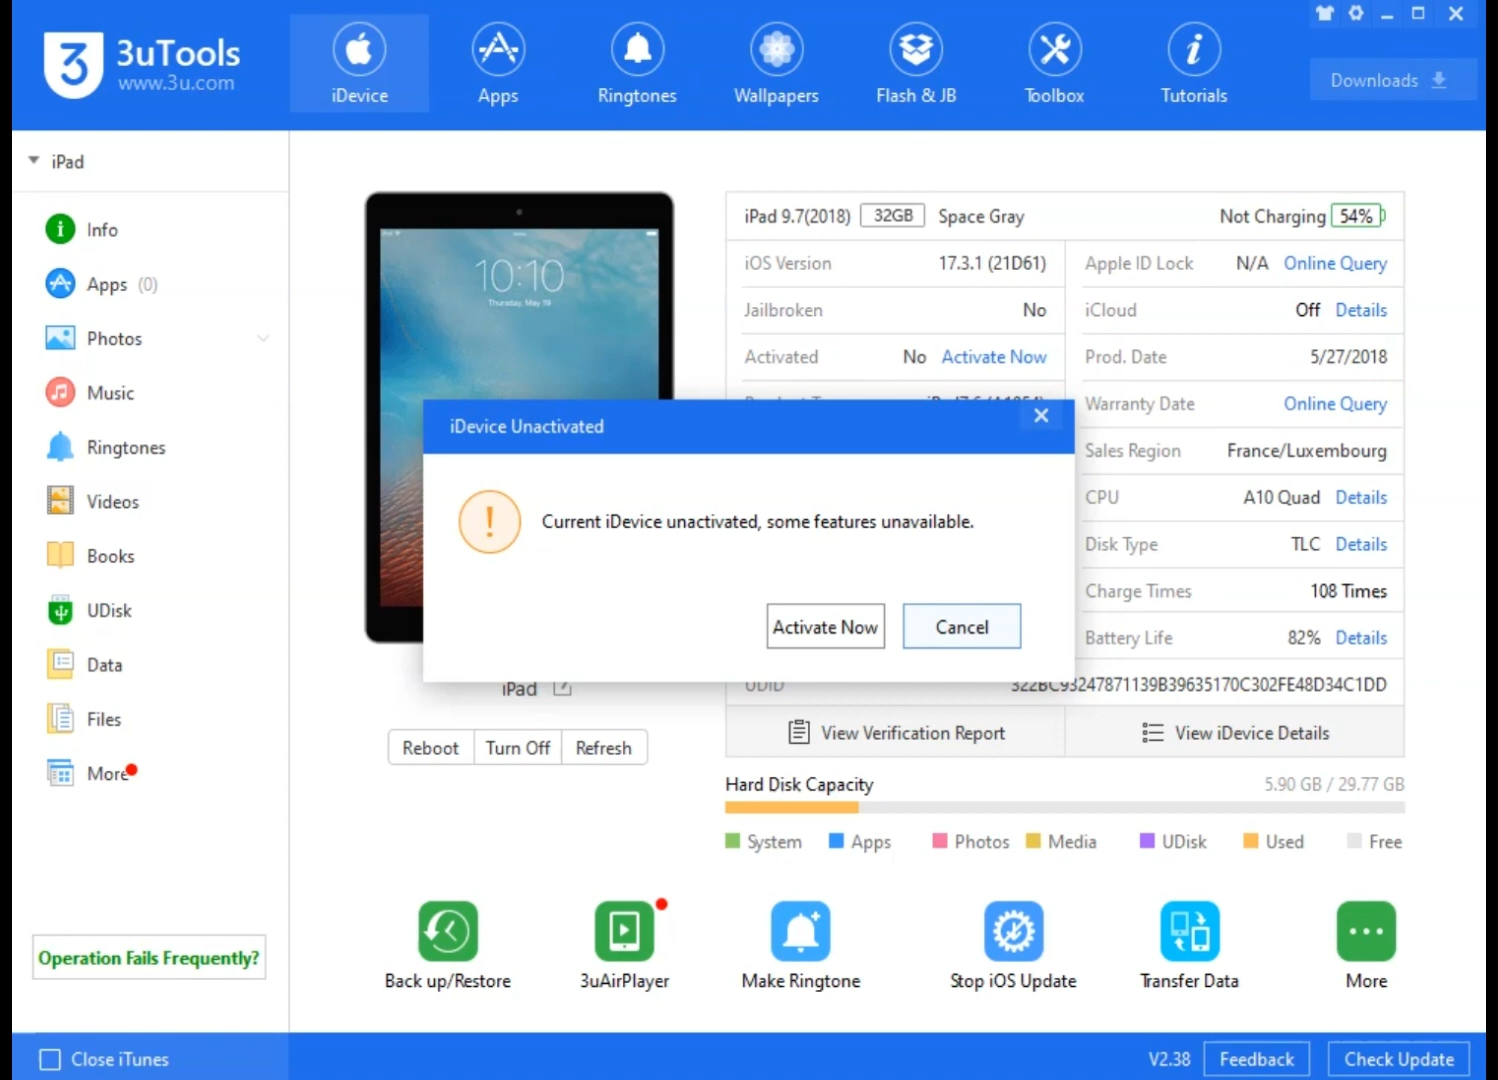 3uTools
www.3u.com
iDevice
Apps
Ringtones
Wallpapers
Flash & JB
Toolbox
Tutorials
Downloads
iPad
Info
Apps (0)
Photos
Music
Ringtones
Videos
Books
UDisk
Data
Files
More
Operation Fails Frequently?
10:10
Thursday, May 19
iPad
Reboot
Turn Off
Refresh
iPad 9.7(2018) 32GB Space Gray
Not Charging 54%
iOS Version 17.3.1 (21D61)
Apple ID Lock N/A Online Query
Jailbroken No
iCloud Off Details
Activated No Activate Now
Prod. Date 5/27/2018
Warranty Date Online Query
Sales Region France/Luxembourg
CPU A10 Quad Details
Disk Type TLC Details
Charge Times 108 Times
Battery Life 82% Details
UDID 322BC93247871139B39635170C302FE48D34C1DD
View Verification Report
View iDevice Details
iDevice Unactivated
Current iDevice unactivated, some features unavailable.
Activate Now
Cancel
Hard Disk Capacity 5.90 GB / 29.77 GB
System Apps Photos Media UDisk Used Free
Back up/Restore
3uAirPlayer
Make Ringtone
Stop iOS Update
Transfer Data
More
Close iTunes
V2.38
Feedback
Check Update